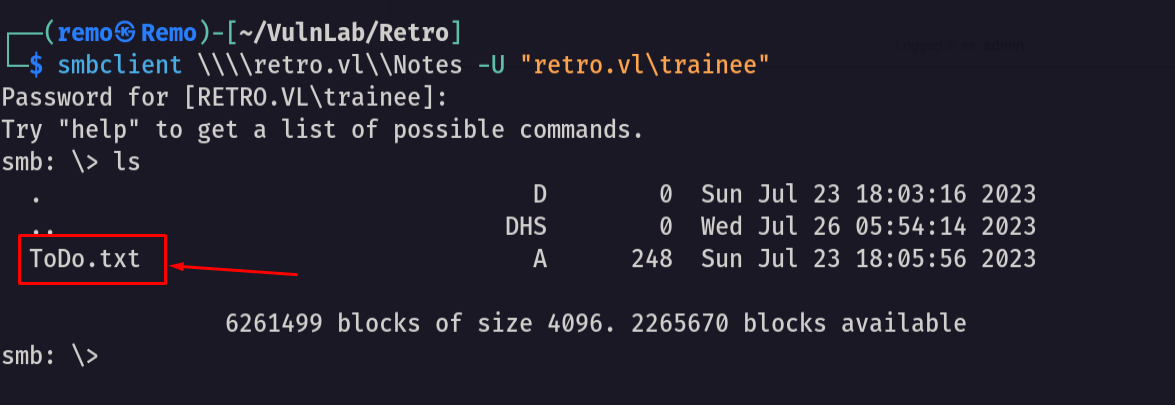 (remo㉿Remo)-[~/VulnLab/Retro]
$ smbclient \\\\retro.vl\\Notes -U "retro.vl\trainee"
Password for [RETRO.VL\trainee]:
Try "help" to get a list of possible commands.
smb: \> ls
. D 0 Sun Jul 23 18:03:16 2023
.. DHS 0 Wed Jul 26 05:54:14 2023
ToDo.txt A 248 Sun Jul 23 18:05:56 2023
6261499 blocks of size 4096. 2265670 blocks available
smb: \>